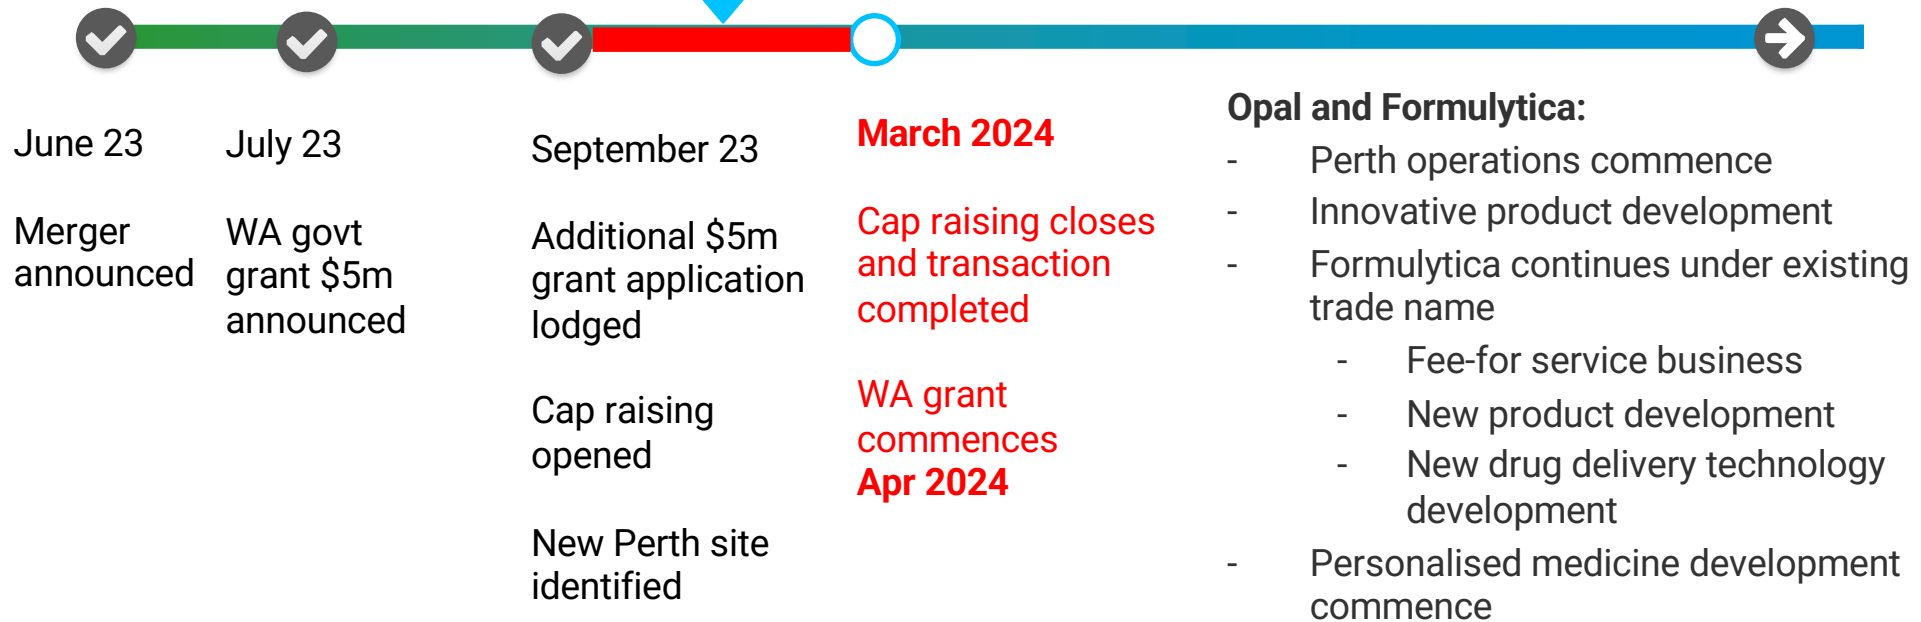 June 23
Merger
announced
July 23
WA govt
grant $5m
announced
September 23
Additional $5m
grant application
lodged
Cap raising
opened
New Perth site
identified
March 2024
Cap raising closes
and transaction
completed
WA grant
commences
Apr 2024
Opal and Formulytica:
- Perth operations commence
- Innovative product development
- Formulytica continues under existing
trade name
- Fee-for service business
- New product development
- New drug delivery technology
development
- Personalised medicine development
commence